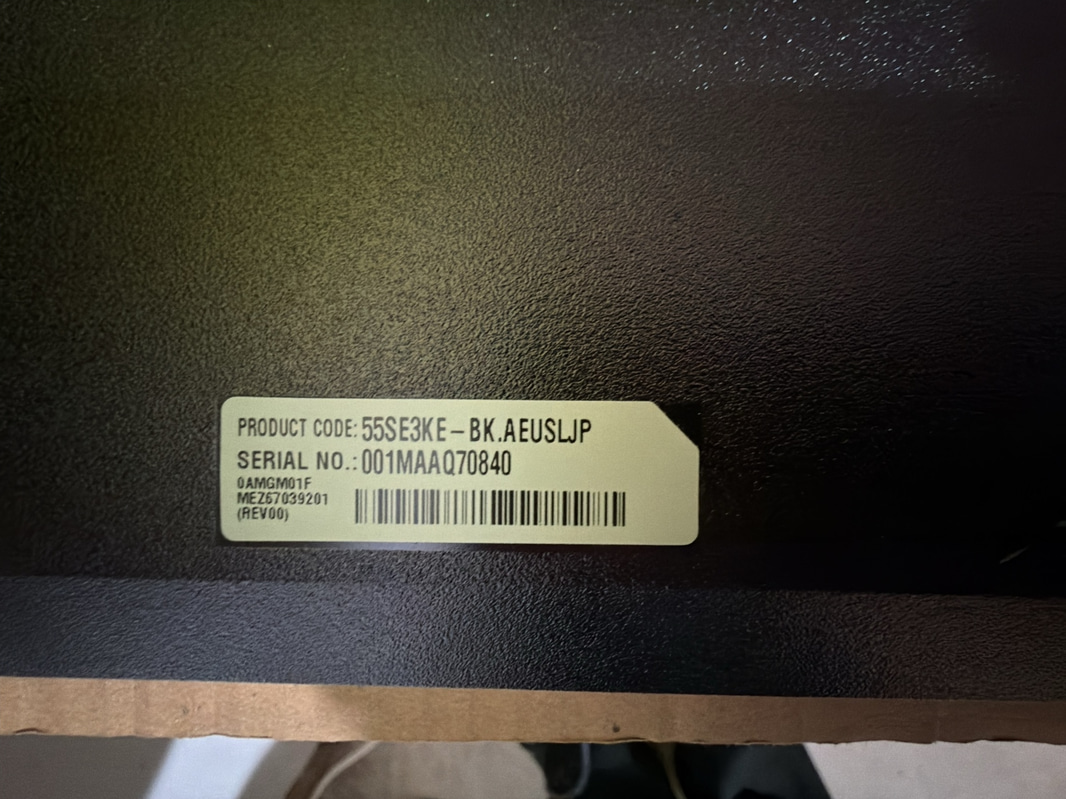 PRODUCT CODE: 55SE3KE-BK.AEUSLJP
SERIAL NO.: 001MAAQ70840
0AMGM01F
MEZ67039201
(REV00)